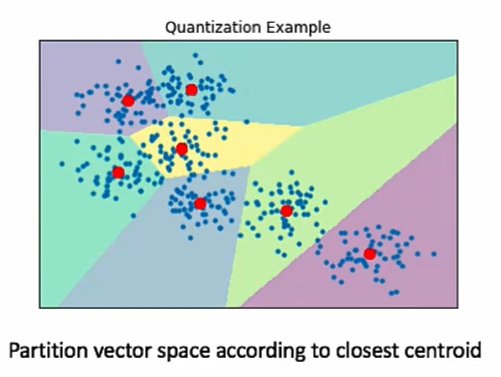 Quantization Example
Partition vector space according to closest centroid